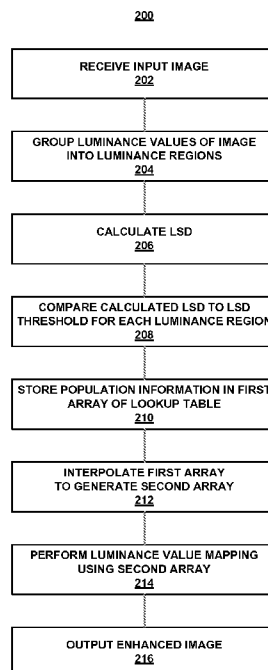 200
RECEIVE INPUT IMAGE
202
GROUP LUMINANCE VALUES OF IMAGE
INTO LUMINANCE REGIONS
204
CALCULATE LSD
206
COMPARE CALCULATED LSD TO LSD
THRESHOLD FOR EACH LUMINANCE REGION
208
STORE POPULATION INFORMATION IN FIRST
ARRAY OF LOOKUP TABLE
210
INTERPOLATE FIRST ARRAY
TO GENERATE SECOND ARRAY
212
PERFORM LUMINANCE VALUE MAPPING
USING SECOND ARRAY
214
OUTPUT ENHANCED IMAGE
216